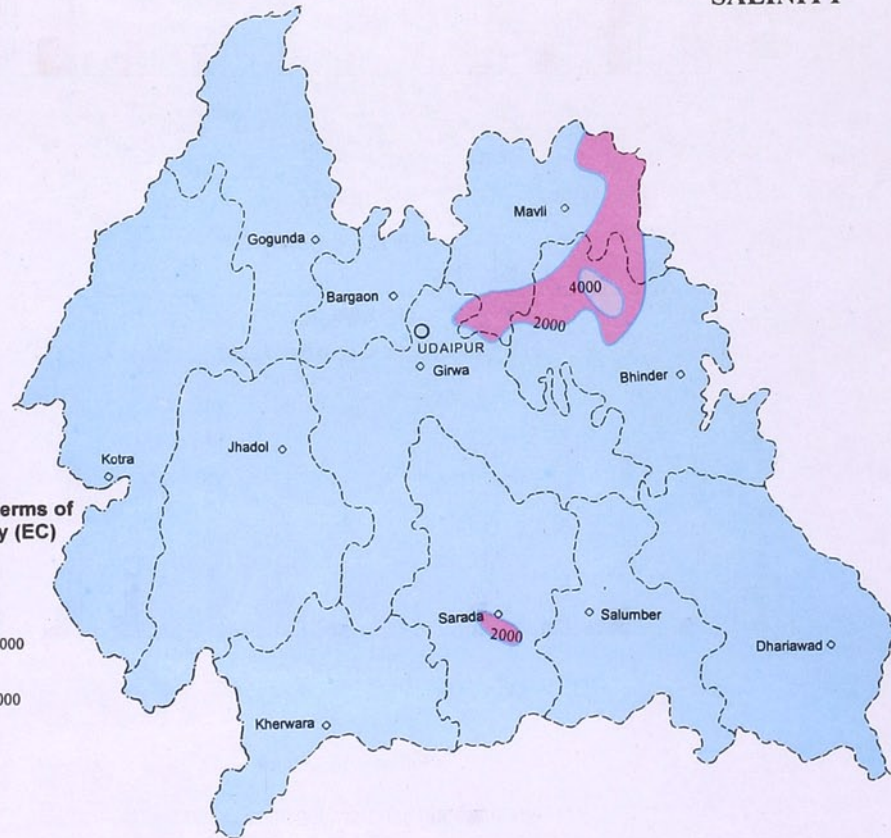 Mavli
Gogunda
4000
Bargaon
2000
UDAIPUR
Girwa
Bhinder
Jhadol
Kotra
erms of
y (EC)
Sarada
Salumber
2000
000
Dhariawad
000
Kherwara